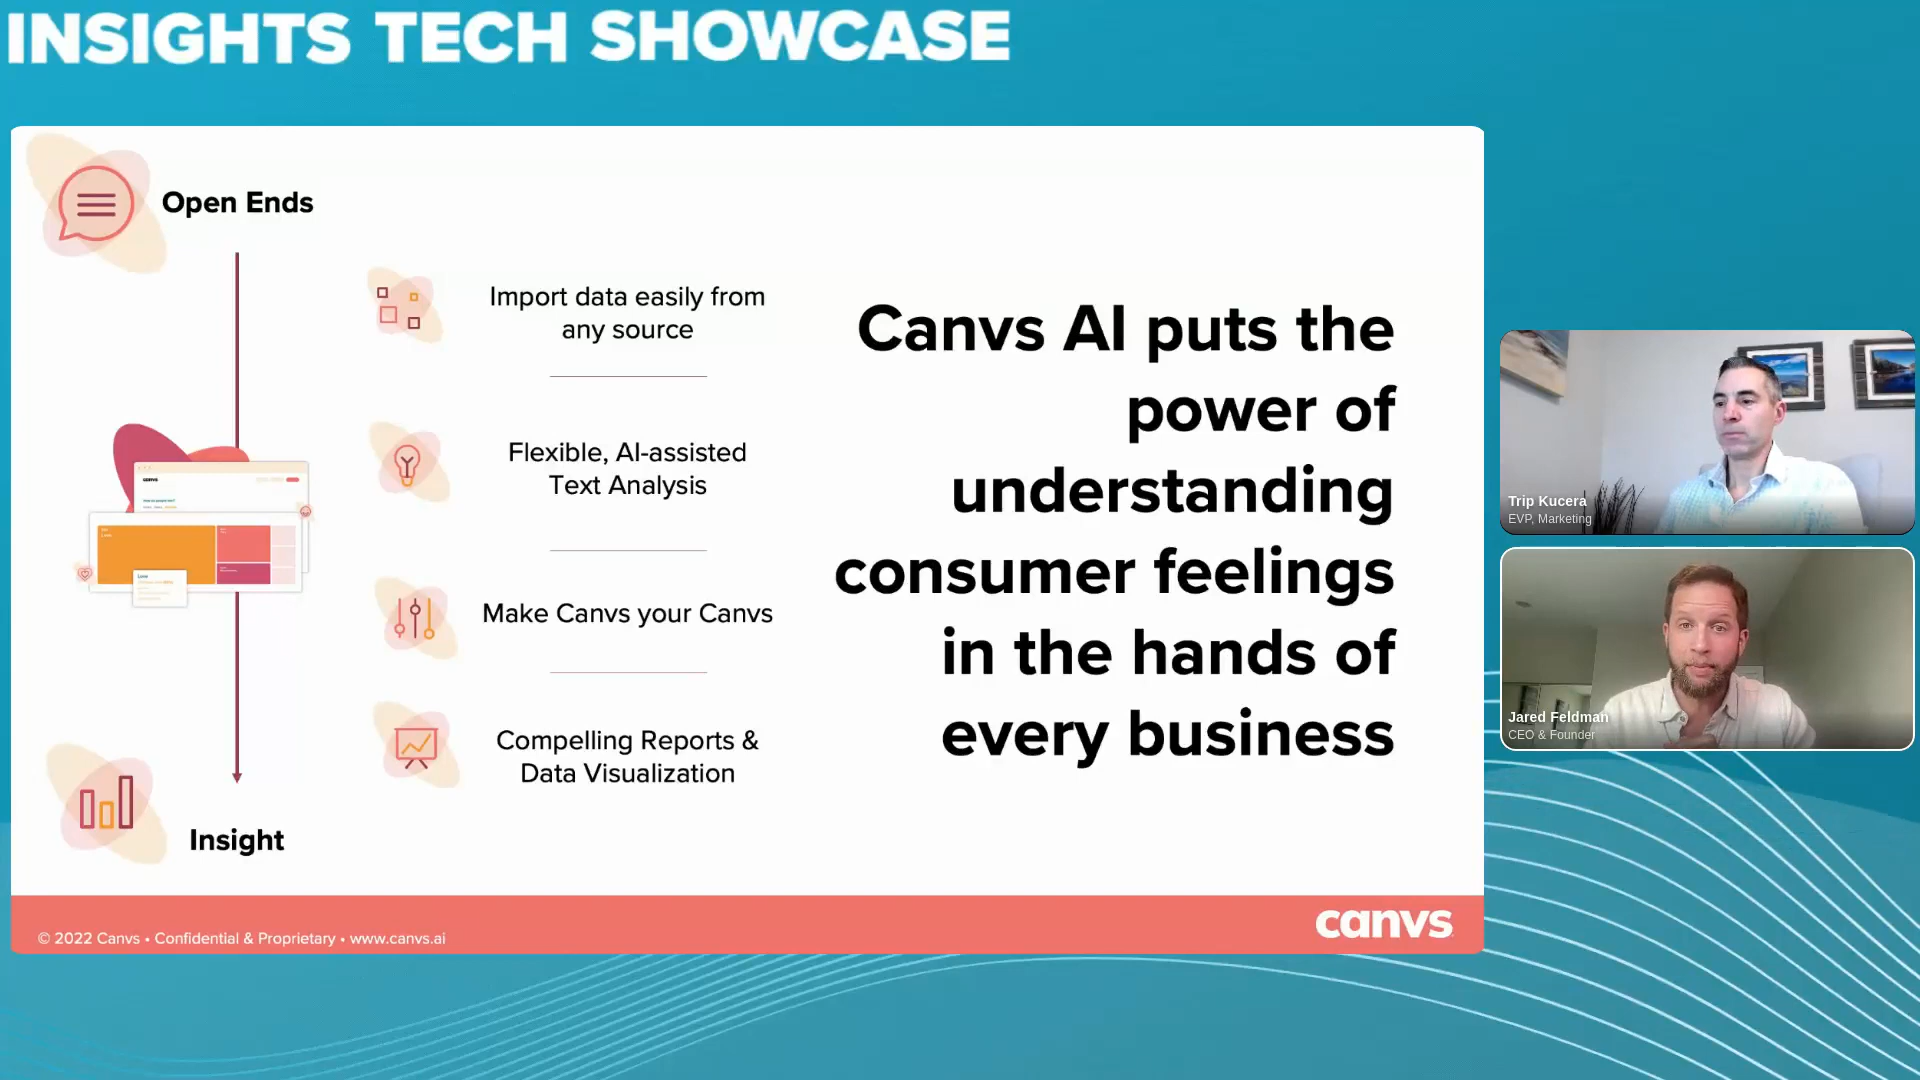 INSIGHTS TECH SHOWCASE
Open Ends
Import data easily from
any source
Flexible, AI-assisted
Text Analysis
Make Canvs your Canvs
Compelling Reports &
Data Visualization
Insight
Canvs AI puts the
power of
understanding
consumer feelings
in the hands of
every business
© 2022 Canvs • Confidential & Proprietary • www.canvs.ai
canvs
Trip Kucera
EVP, Marketing
Jared Feldman
CEO & Founder
canvs
Love